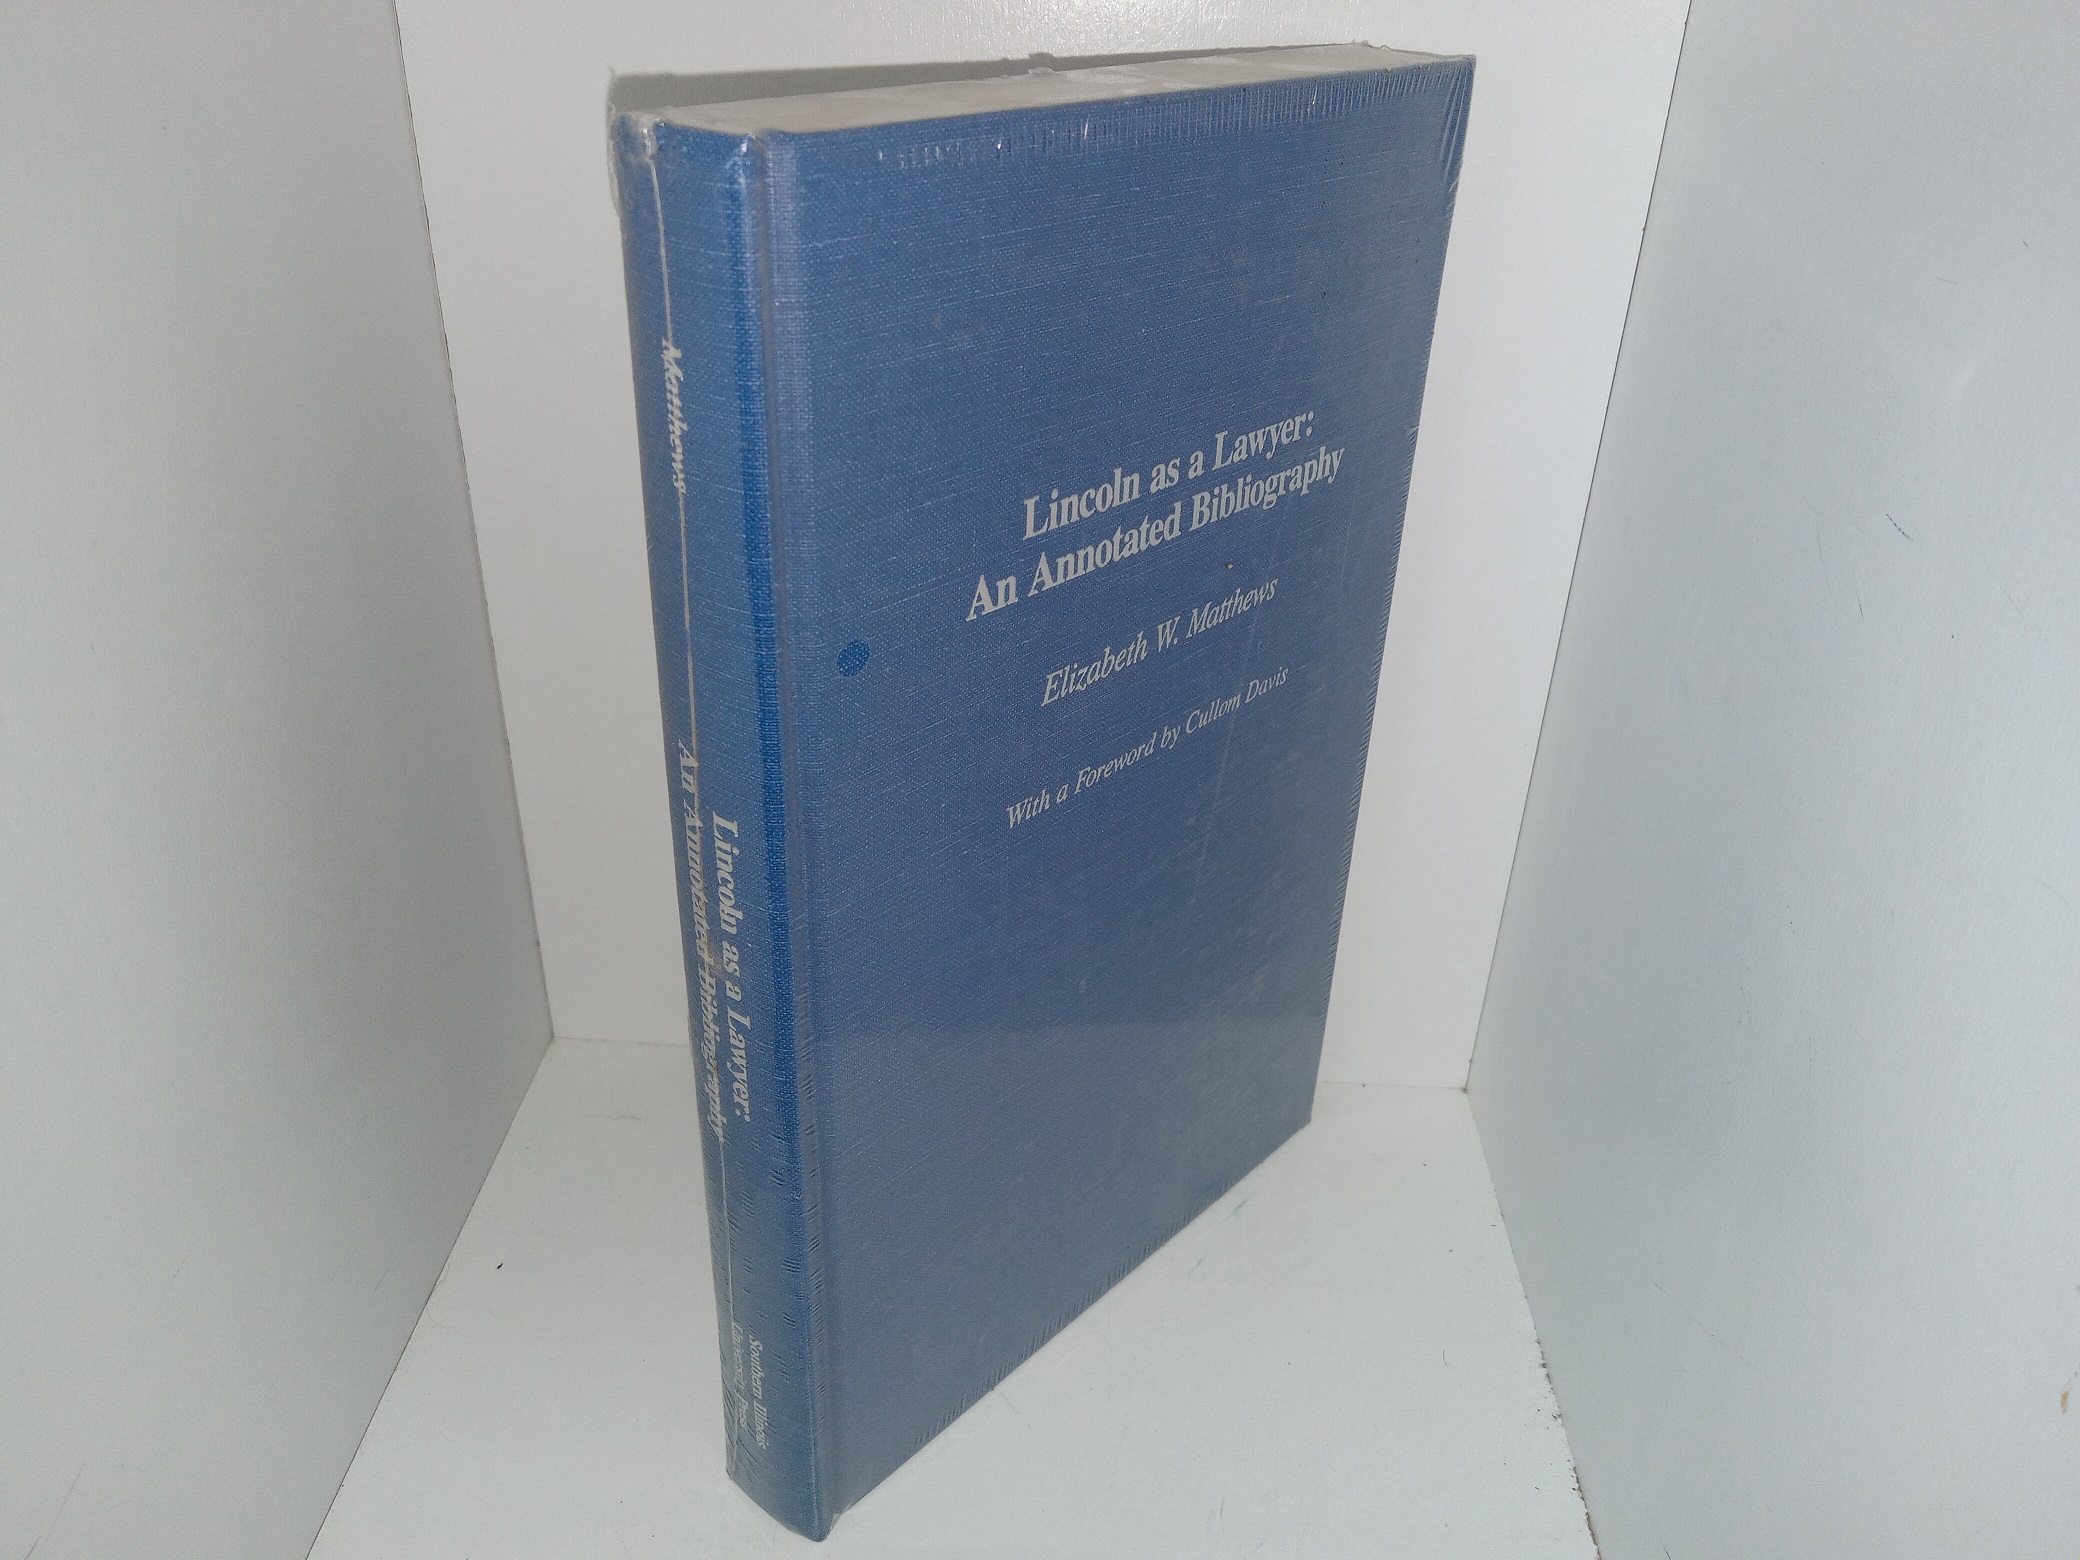 Lincoln as a Lawyer:
An Annotated Bibliography
Elizabeth W. Matthews
With a Foreword by Cullom Davis
Matthews
Lincoln as a Lawyer:
An Annotated Bibliography
Southern Illinois
University Press